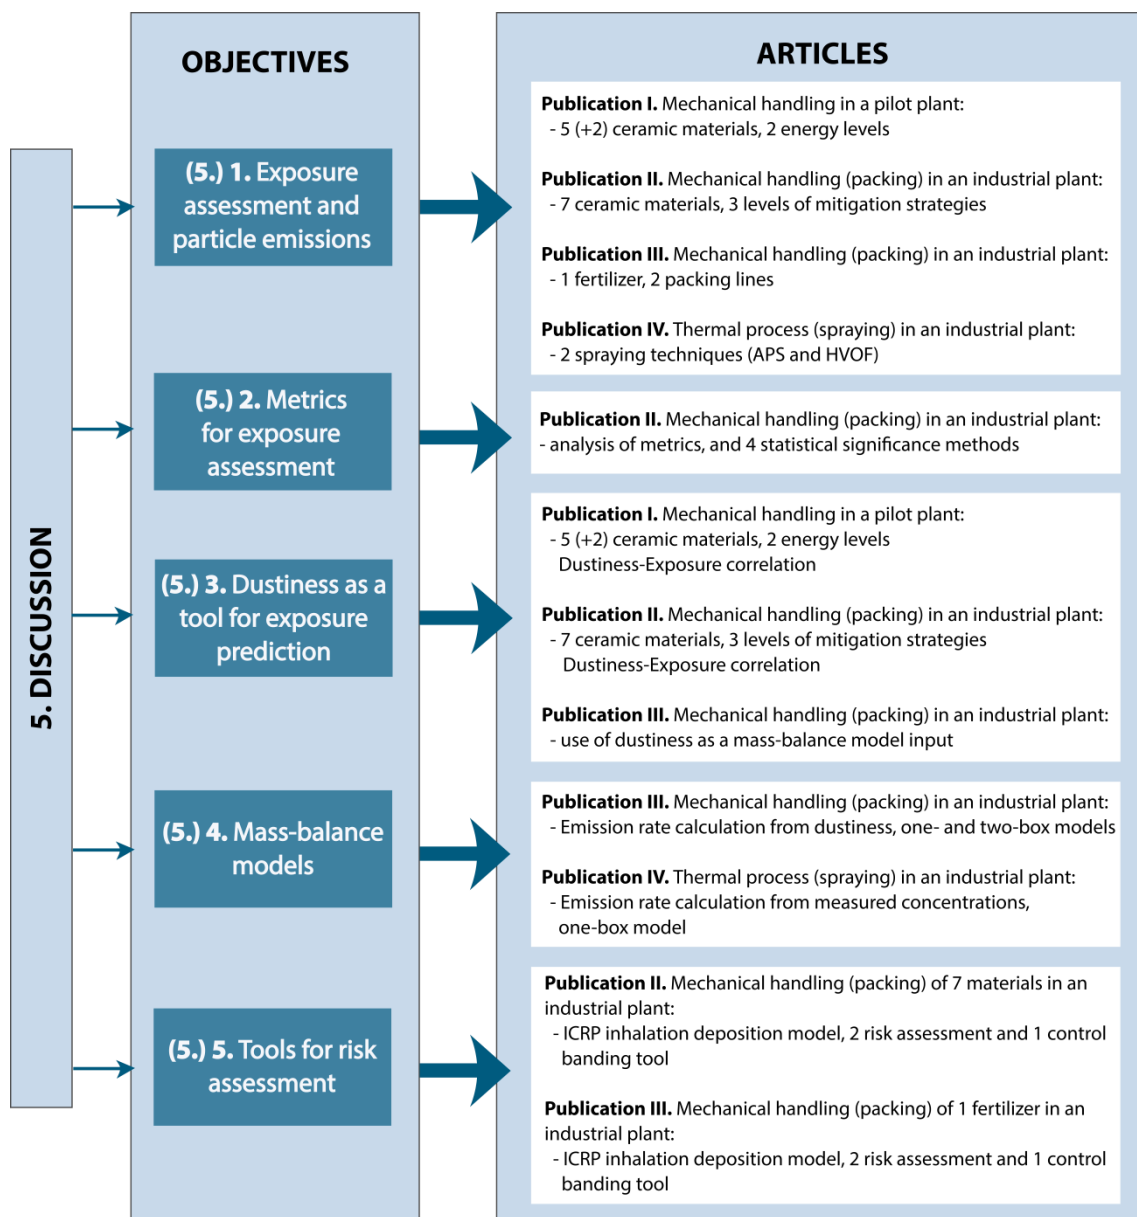 5. DISCUSSION
OBJECTIVES
(5.) 1. Exposure
assessment and
particle emissions
(5.) 2. Metrics
for exposure
assessment
(5.) 3. Dustiness as a
tool for exposure
prediction
(5.) 4. Mass-balance
models
(5.) 5. Tools for risk
assessment
ARTICLES
Publication I. Mechanical handling in a pilot plant:
- 5 (+2) ceramic materials, 2 energy levels
Publication II. Mechanical handling (packing) in an industrial plant:
- 7 ceramic materials, 3 levels of mitigation strategies
Publication III. Mechanical handling (packing) in an industrial plant:
- 1 fertilizer, 2 packing lines
Publication IV. Thermal process (spraying) in an industrial plant:
- 2 spraying techniques (APS and HVOF)
Publication II. Mechanical handling (packing) in an industrial plant:
- analysis of metrics, and 4 statistical significance methods
Publication I. Mechanical handling in a pilot plant:
- 5 (+2) ceramic materials, 2 energy levels
Dustiness-Exposure correlation
Publication II. Mechanical handling (packing) in an industrial plant:
- 7 ceramic materials, 3 levels of mitigation strategies
Dustiness-Exposure correlation
Publication III. Mechanical handling (packing) in an industrial plant:
- use of dustiness as a mass-balance model input
Publication III. Mechanical handling (packing) in an industrial plant:
- Emission rate calculation from dustiness, one- and two-box models
Publication IV. Thermal process (spraying) in an industrial plant:
- Emission rate calculation from measured concentrations,
one-box model
Publication II. Mechanical handling (packing) of 7 materials in an
industrial plant:
- ICRP inhalation deposition model, 2 risk assessment and 1 control
banding tool
Publication III. Mechanical handling (packing) of 1 fertilizer in an
industrial plant:
- ICRP inhalation deposition model, 2 risk assessment and 1 control
banding tool